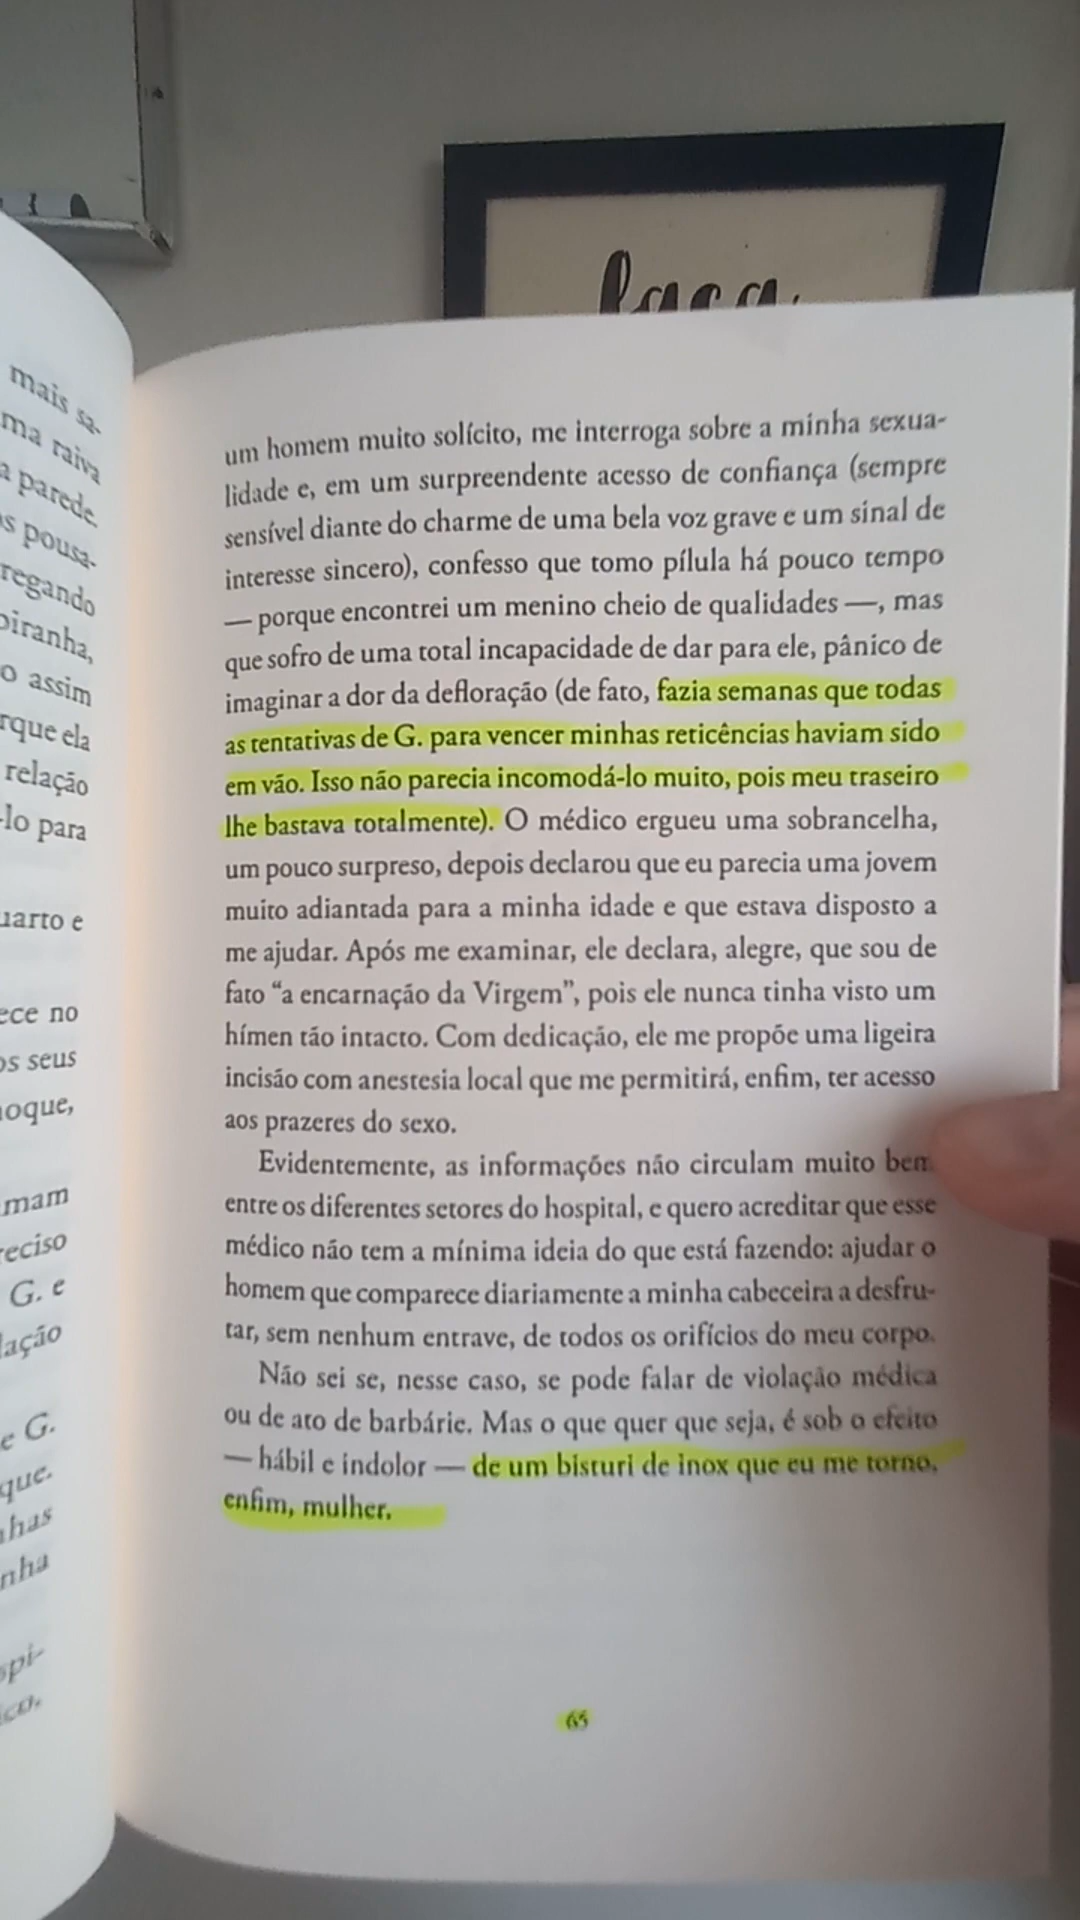 mais sa-
ma raiva
a parede.
os pousa-
regando
piranha,
o assim
rque ela
relação
-lo para
uarto e
ece no
os seus
hoque,
mam
reciso
G. e
lação
e G.
que.
nhas
nha
spi-
ico.
laca.
um homem muito solícito, me interroga sobre a minha sexua-
lidade e, em um surpreendente acesso de confiança (sempre
sensível diante do charme de uma bela voz grave e um sinal de
interesse sincero), confesso que tomo pílula há pouco tempo
— porque encontrei um menino cheio de qualidades —, mas
que sofro de uma total incapacidade de dar para ele, pânico de
imaginar a dor da defloração (de fato, fazia semanas que todas
as tentativas de G. para vencer minhas reticências haviam sido
em vão. Isso não parecia incomodá-lo muito, pois meu traseiro
lhe bastava totalmente). O médico ergueu uma sobrancelha,
um pouco surpreso, depois declarou que eu parecia uma jovem
muito adiantada para a minha idade e que estava disposto a
me ajudar. Após me examinar, ele declara, alegre, que sou de
fato “a encarnação da Virgem”, pois ele nunca tinha visto um
hímen tão intacto. Com dedicação, ele me propõe uma ligeira
incisão com anestesia local que me permitirá, enfim, ter acesso
aos prazeres do sexo.
Evidentemente, as informações não circulam muito bem
entre os diferentes setores do hospital, e quero acreditar que esse
médico não tem a mínima ideia do que está fazendo: ajudar o
homem que comparece diariamente a minha cabeceira a desfru-
tar, sem nenhum entrave, de todos os orifícios do meu corpo.
Não sei se, nesse caso, se pode falar de violação médica
ou de ato de barbárie. Mas o que quer que seja, é sob o efeito
— hábil e indolor — de um bisturi de inox que eu me torno,
enfim, mulher.
65